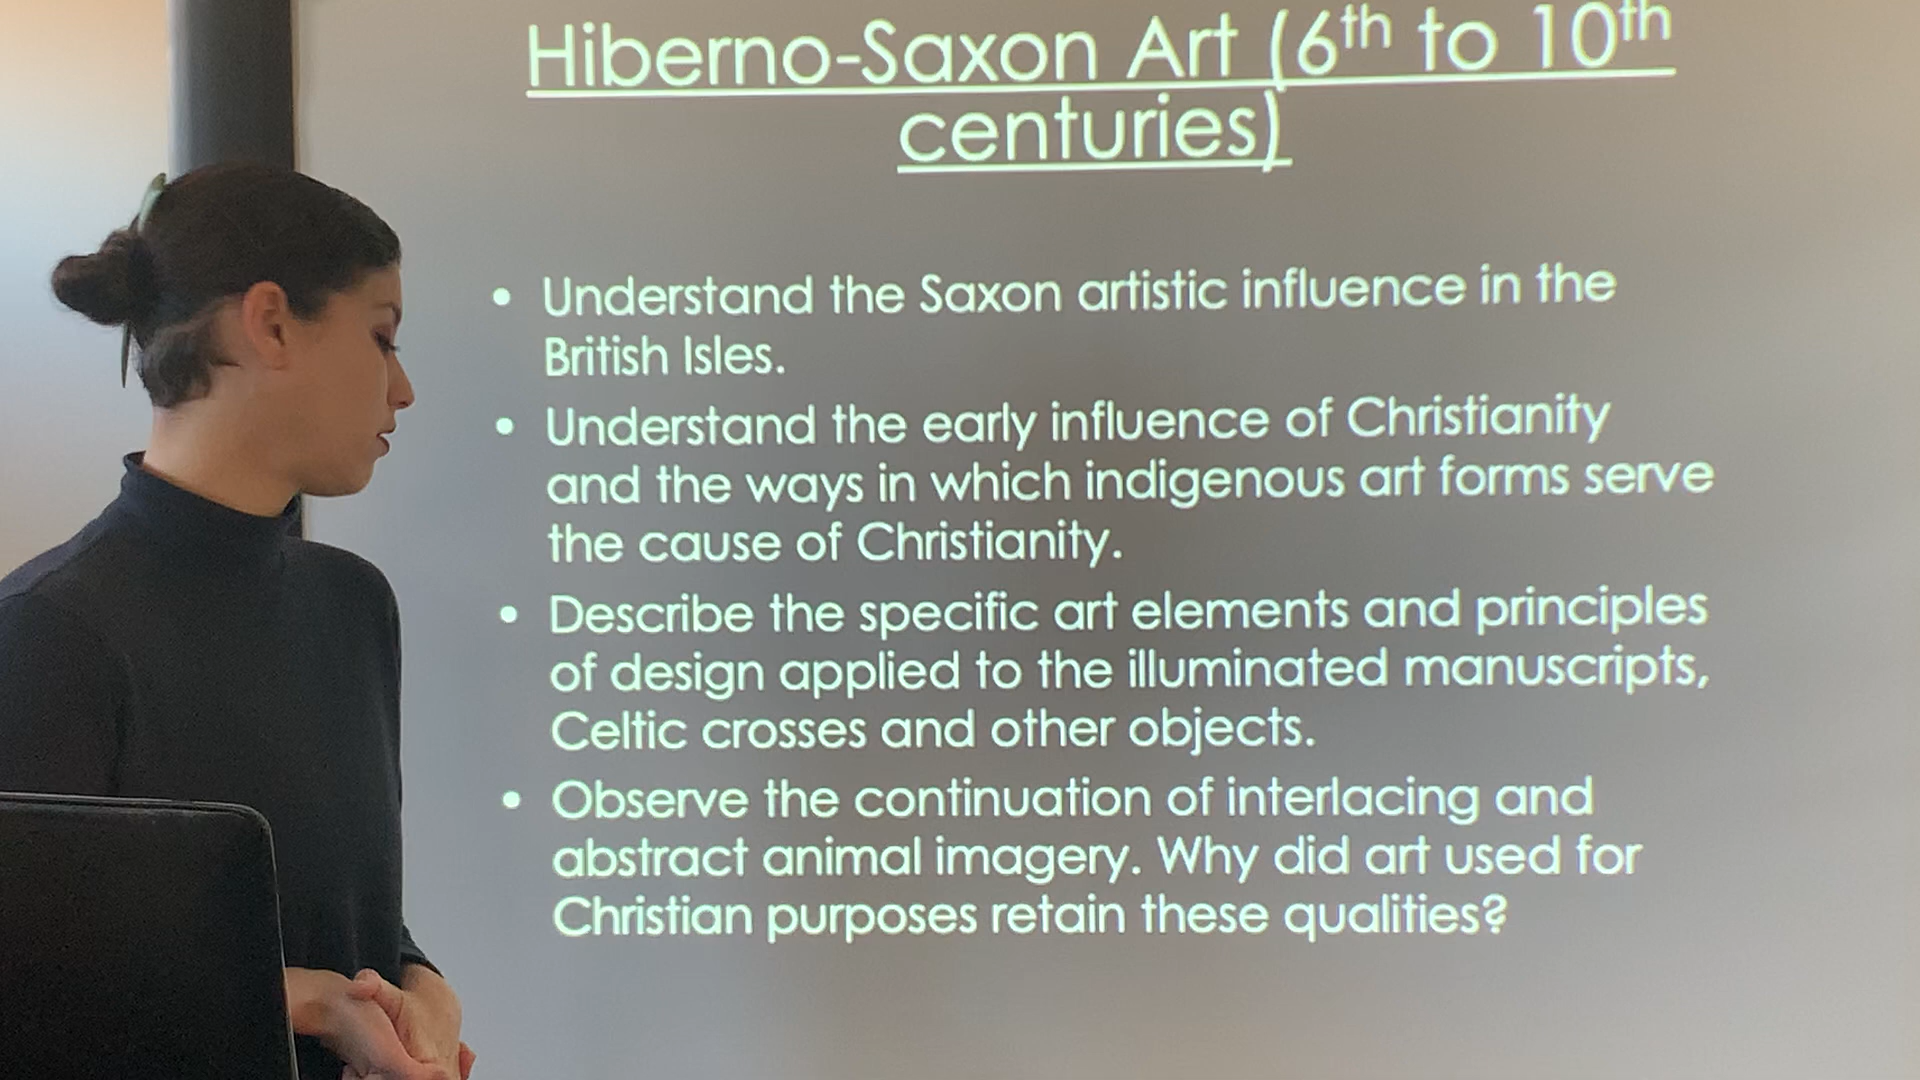 Hiberno-Saxon Art (6th to 10th
centuries)
• Understand the Saxon artistic influence in the
British Isles.
• Understand the early influence of Christianity
and the ways in which indigenous art forms serve
the cause of Christianity.
• Describe the specific art elements and principles
of design applied to the illuminated manuscripts,
Celtic crosses and other objects.
• Observe the continuation of interlacing and
abstract animal imagery. Why did art used for
Christian purposes retain these qualities?